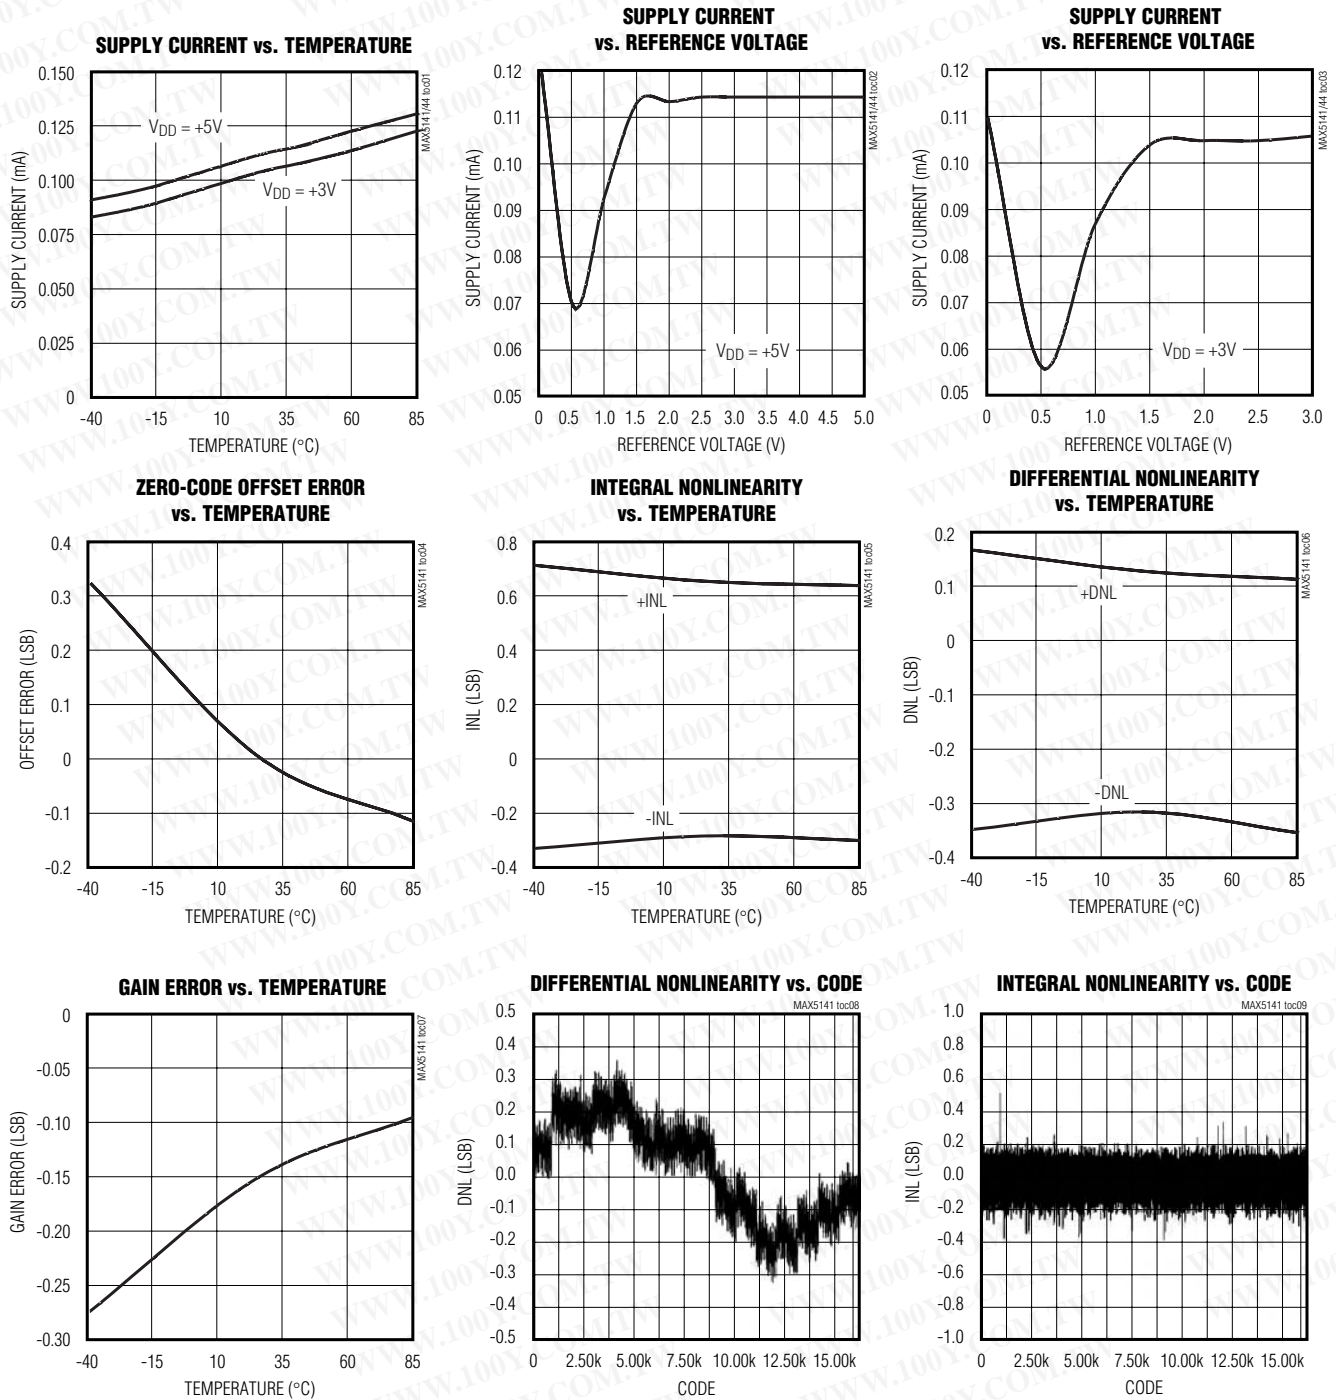 SUPPLY CURRENT vs. TEMPERATURE
0.150
0.125
0.100
0.075
0.050
0.025
0
SUPPLY CURRENT (mA)
VDD = +5V
VDD = +3V
MAX5141/44 toc01
-40 -15 10 35 60 85
TEMPERATURE (°C)
SUPPLY CURRENT
vs. REFERENCE VOLTAGE
0.12
0.11
0.10
0.09
0.08
0.07
0.06
0.05
SUPPLY CURRENT (mA)
VDD = +5V
MAX5141/44 toc02
0 0.5 1.0 1.5 2.0 2.5 3.0 3.5 4.0 4.5 5.0
REFERENCE VOLTAGE (V)
SUPPLY CURRENT
vs. REFERENCE VOLTAGE
0.12
0.11
0.10
0.09
0.08
0.07
0.06
0.05
SUPPLY CURRENT (mA)
VDD = +3V
MAX5141/44 toc03
0 0.5 1.0 1.5 2.0 2.5 3.0
REFERENCE VOLTAGE (V)
ZERO-CODE OFFSET ERROR
vs. TEMPERATURE
0.4
0.3
0.2
0.1
0
-0.1
-0.2
OFFSET ERROR (LSB)
MAX5141 toc04
-40 -15 10 35 60 85
TEMPERATURE (°C)
INTEGRAL NONLINEARITY
vs. TEMPERATURE
0.8
0.6
0.4
0.2
0
-0.2
-0.4
INL (LSB)
+INL
-INL
MAX5141 toc05
-40 -15 10 35 60 85
TEMPERATURE (°C)
DIFFERENTIAL NONLINEARITY
vs. TEMPERATURE
0.2
0.1
0
-0.1
-0.2
-0.3
-0.4
DNL (LSB)
+DNL
-DNL
MAX5141 toc06
-40 -15 10 35 60 85
TEMPERATURE (°C)
GAIN ERROR vs. TEMPERATURE
0
-0.05
-0.10
-0.15
-0.20
-0.25
-0.30
GAIN ERROR (LSB)
MAX5141 toc07
-40 -15 10 35 60 85
TEMPERATURE (°C)
DIFFERENTIAL NONLINEARITY vs. CODE
MAX5141 toc08
0.5
0.4
0.3
0.2
0.1
0.0
-0.1
-0.2
-0.3
-0.4
-0.5
DNL (LSB)
0 2.50k 5.00k 7.50k 10.00k 12.50k 15.00k
CODE
INTEGRAL NONLINEARITY vs. CODE
MAX5141 toc09
1.0
0.8
0.6
0.4
0.2
0.0
-0.2
-0.4
-0.6
-0.8
-1.0
INL (LSB)
0 2.50k 5.00k 7.50k 10.00k 12.50k 15.00k
CODE
WWW.100Y.COM.TW